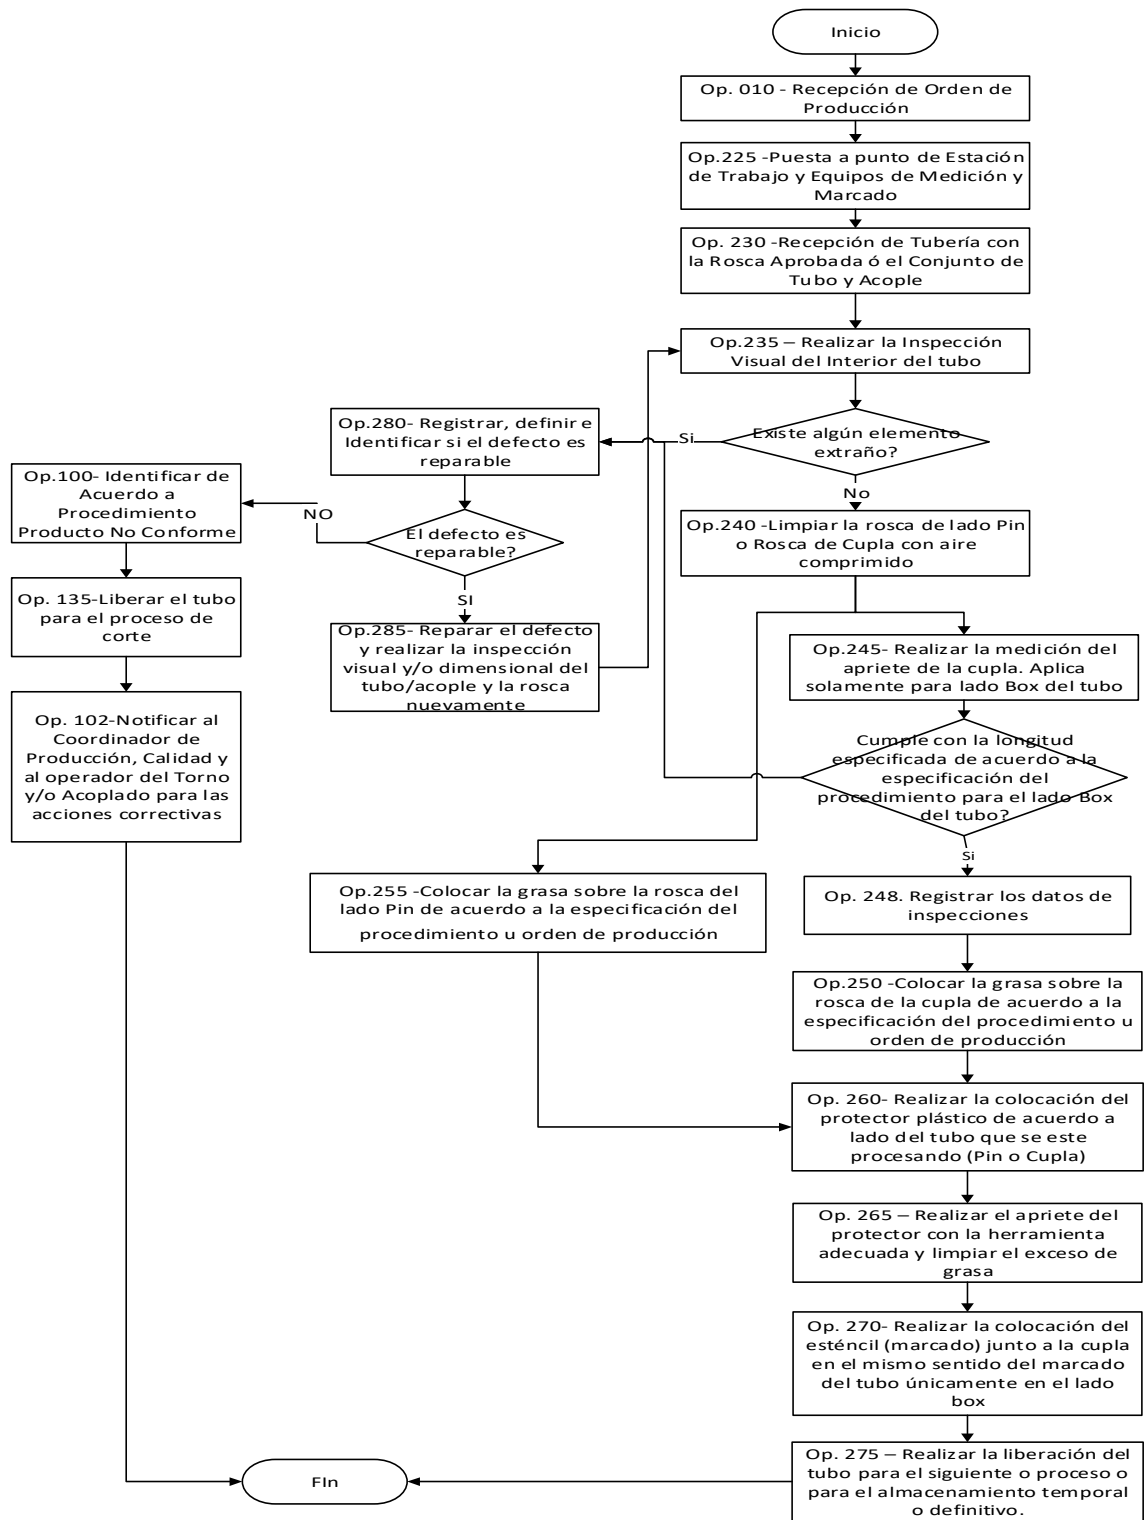 Inicio
Op. 010 - Recepción de Orden de
Producción
Op.225 -Puesta a punto de Estación
de Trabajo y Equipos de Medición y
Marcado
Op. 230 -Recepción de Tubería con
la Rosca Aprobada ó el Conjunto de
Tubo y Acople
Op.235 – Realizar la Inspección
Visual del Interior del tubo
Existe algún elemento
extraño?
Si
No
Op.280- Registrar, definir e
Identificar si el defecto es
reparable
El defecto es
reparable?
NO
SI
Op.100- Identificar de
Acuerdo a
Procedimiento
Producto No Conforme
Op. 135-Liberar el tubo
para el proceso de
corte
Op. 102-Notificar al
Coordinador de
Producción, Calidad y
al operador del Torno
y/o Acoplado para las
acciones correctivas
Op.285- Reparar el defecto
y realizar la inspección
visual y/o dimensional del
tubo/acople y la rosca
nuevamente
Op.240 -Limpiar la rosca de lado Pin
o Rosca de Cupla con aire
comprimido
Op.245- Realizar la medición del
apriete de la cupla. Aplica
solamente para lado Box del tubo
Cumple con la longitud
especificada de acuerdo a la
especificación del
procedimiento para el lado Box
del tubo?
Si
Op.255 -Colocar la grasa sobre la rosca del
lado Pin de acuerdo a la especificación del
procedimiento u orden de producción
Op. 248. Registrar los datos de
inspecciones
Op.250 -Colocar la grasa sobre la
rosca de la cupla de acuerdo a la
especificación del procedimiento u
orden de producción
Op. 260- Realizar la colocación del
protector plástico de acuerdo a
lado del tubo que se este
procesando (Pin o Cupla)
Op. 265 – Realizar el apriete del
protector con la herramienta
adecuada y limpiar el exceso de
grasa
Op. 270- Realizar la colocación del
esténcil (marcado) junto a la cupla
en el mismo sentido del marcado
del tubo únicamente en el lado
box
Op. 275 – Realizar la liberación del
tubo para el siguiente o proceso o
para el almacenamiento temporal
o definitivo.
FIn